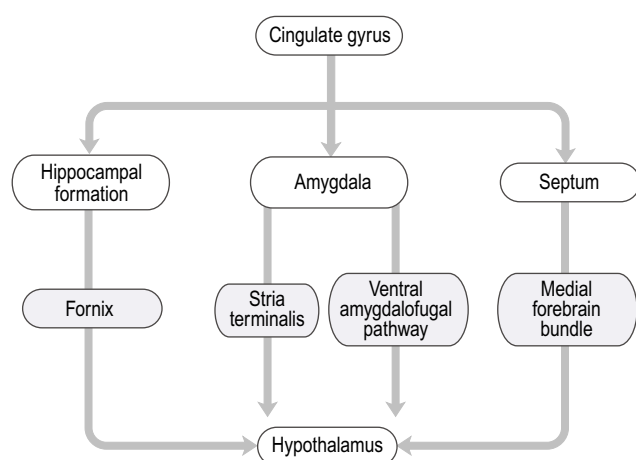 Cingulate gyrus
Hippocampal
formation
Amygdala
Septum
Fornix
Stria
terminalis
Ventral
amygdalofugal
pathway
Medial
forebrain
bundle
Hypothalamus